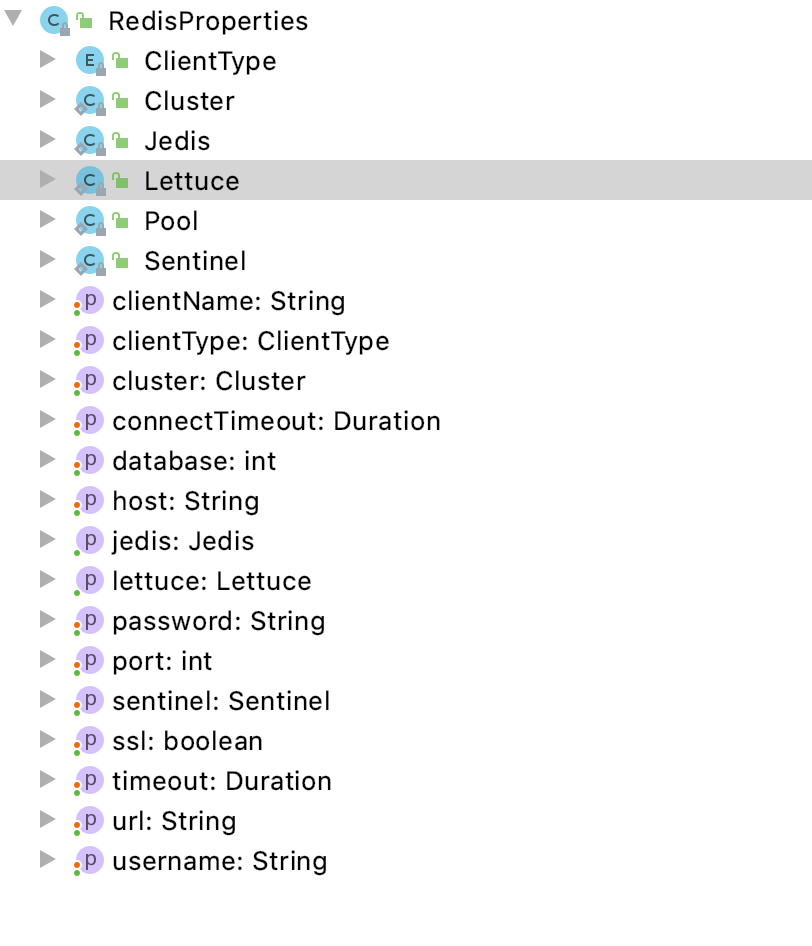 C RedisProperties
E ClientType
C Cluster
C Jedis
C Lettuce
C Pool
C Sentinel
p clientName: String
p clientType: ClientType
p cluster: Cluster
p connectTimeout: Duration
p database: int
p host: String
p jedis: Jedis
p lettuce: Lettuce
p password: String
p port: int
p sentinel: Sentinel
p ssl: boolean
p timeout: Duration
p url: String
p username: String